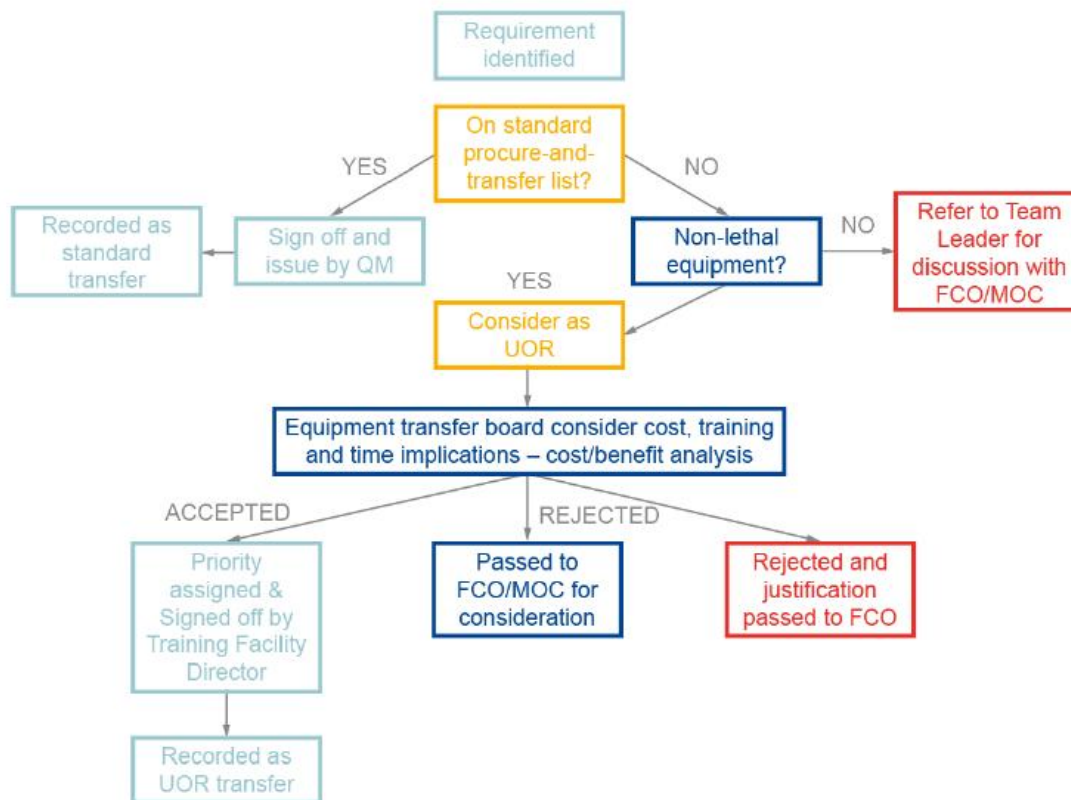 Requirement
identified
On standard
procure-and-
transfer list?
YES
NO
Recorded as
standard
transfer
Sign off and
issue by QM
Non-lethal
equipment?
NO
Refer to Team
Leader for
discussion with
FCO/MOC
YES
Consider as
UOR
Equipment transfer board consider cost, training
and time implications – cost/benefit analysis
ACCEPTED
REJECTED
Priority
assigned &
Signed off by
Training Facility
Director
Passed to
FCO/MOC for
consideration
Rejected and
justification
passed to FCO
Recorded as
UOR transfer